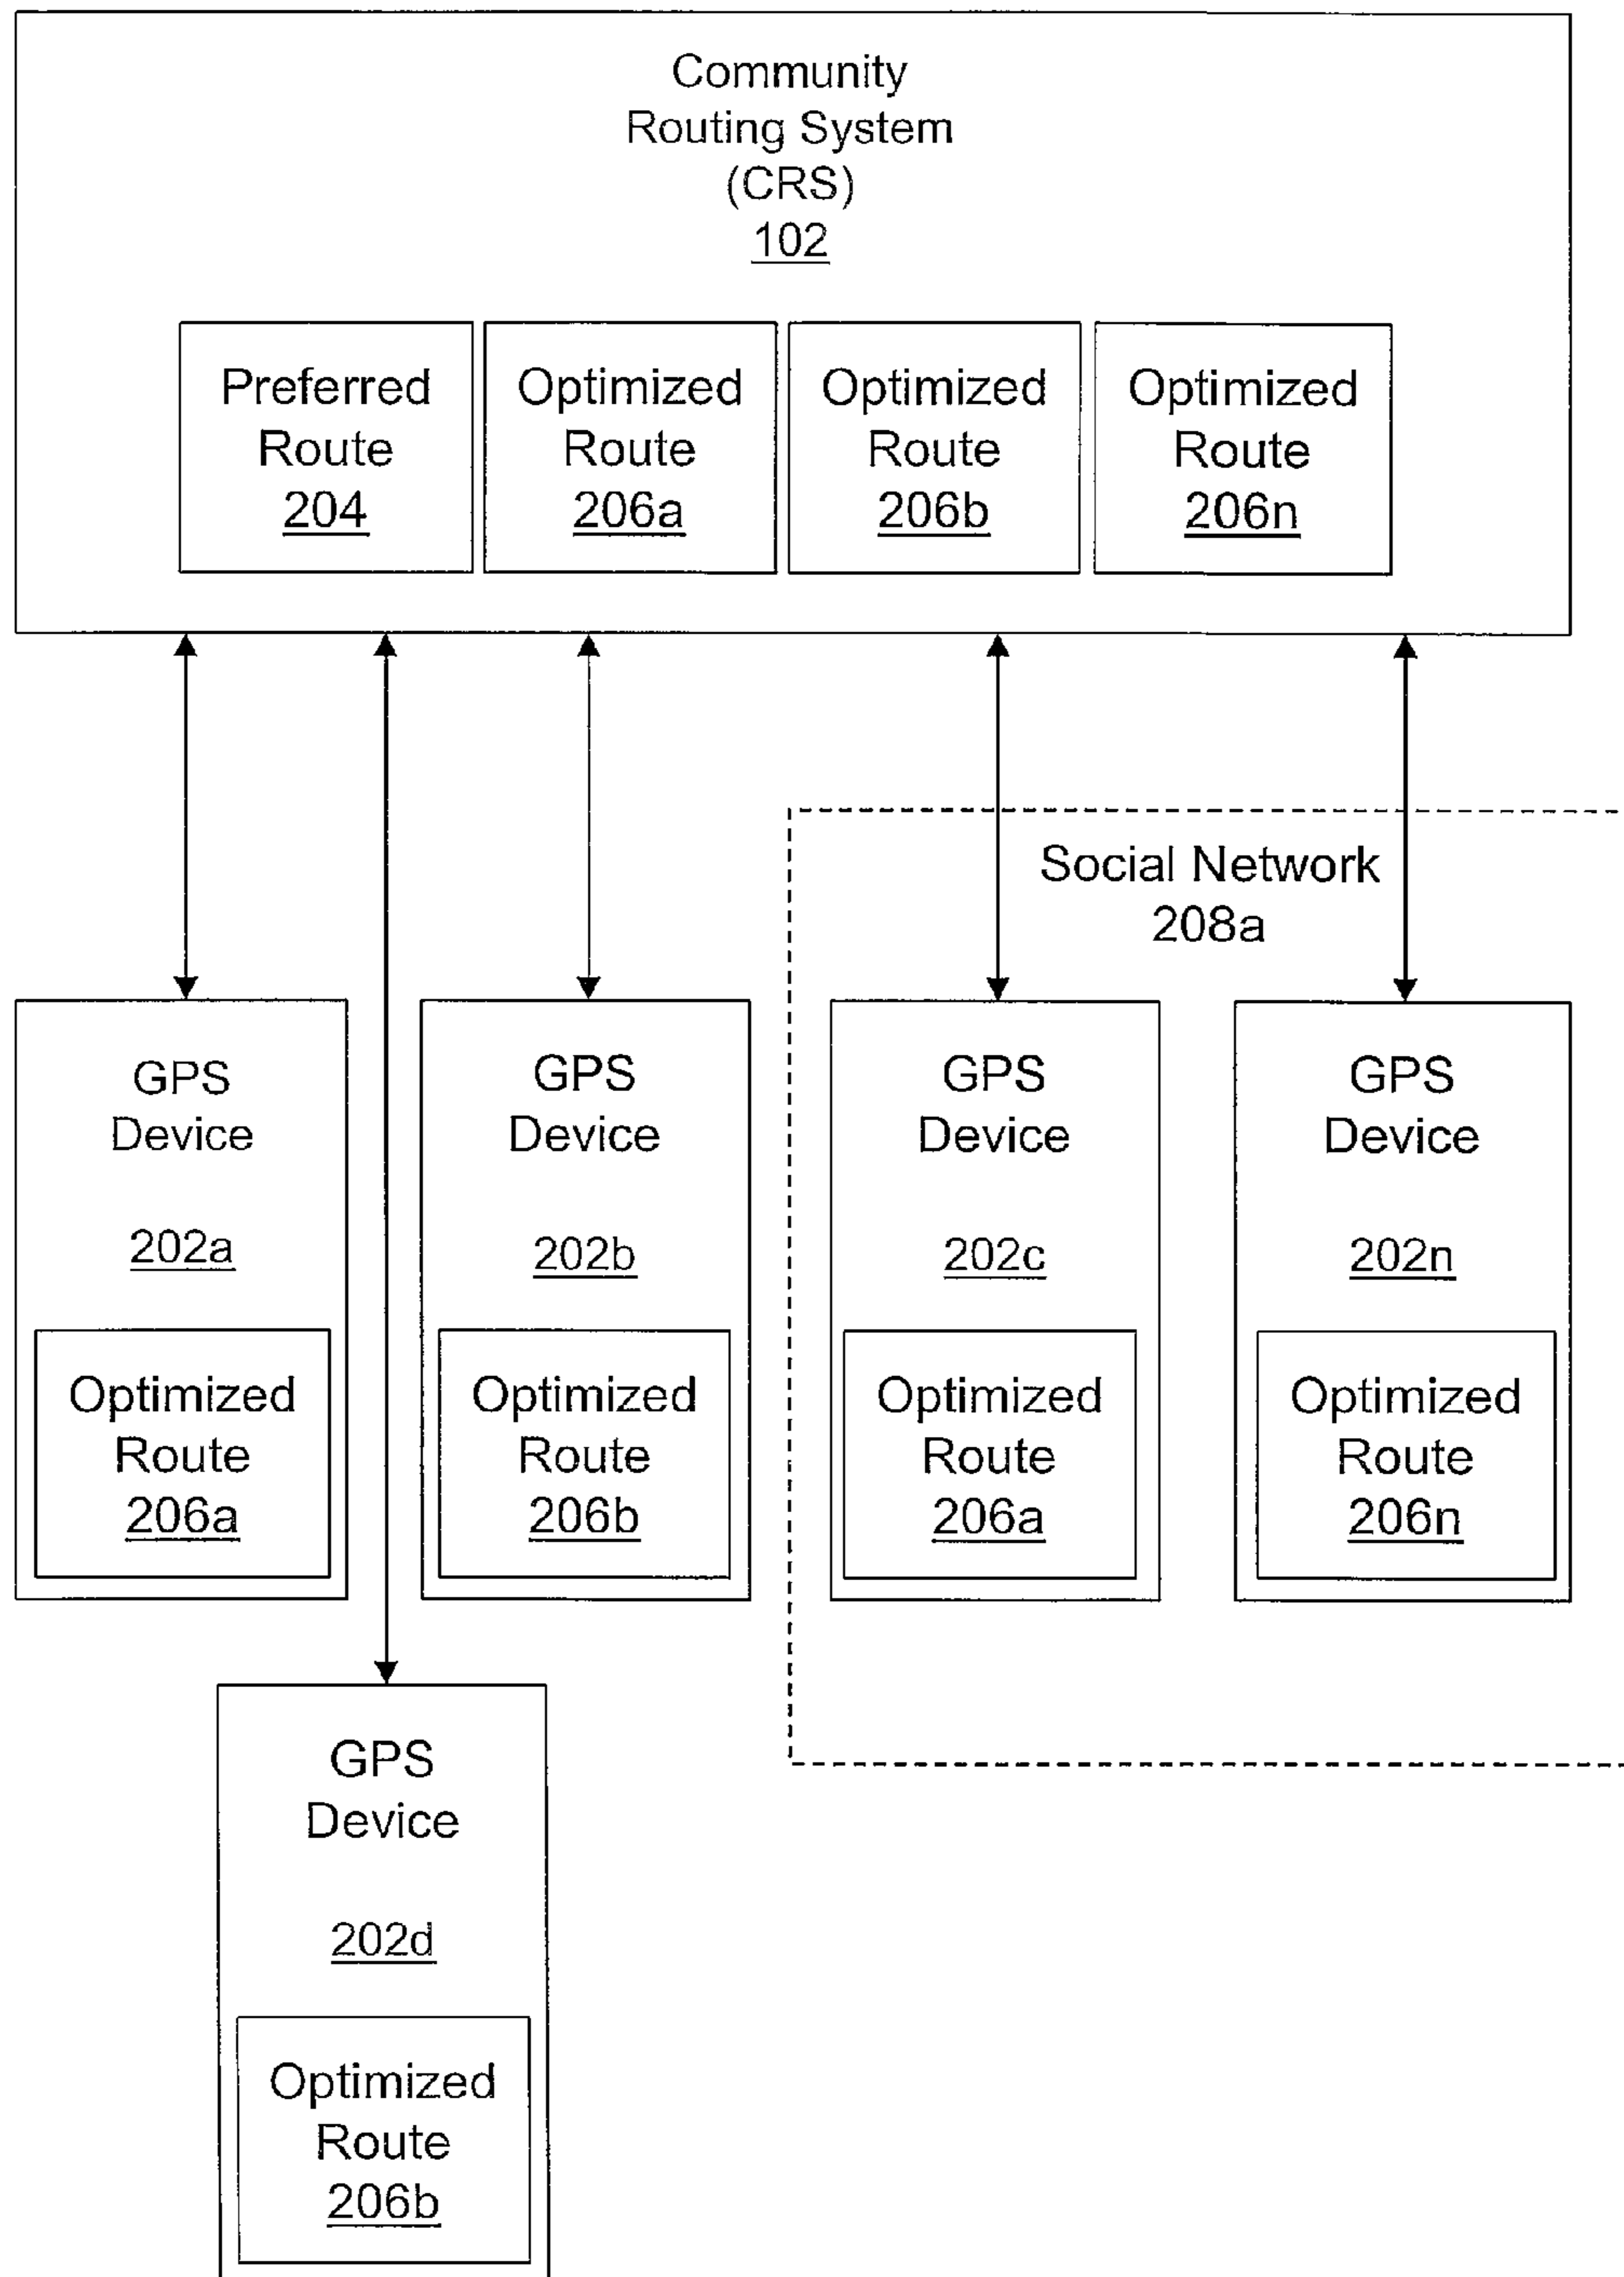 Community
Routing System
(CRS)
102
Preferred
Route
204
Optimized
Route
206a
Optimized
Route
206b
Optimized
Route
206n
Social Network
208a
GPS
Device
202a
Optimized
Route
206a
GPS
Device
202b
Optimized
Route
206b
GPS
Device
202c
Optimized
Route
206a
GPS
Device
202n
Optimized
Route
206n
GPS
Device
202d
Optimized
Route
206b